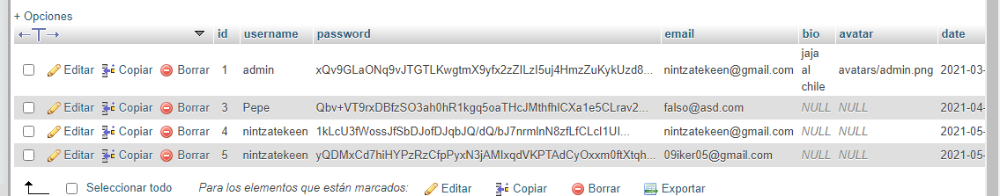 + Opciones
id username password email bio avatar date
Editar Copiar Borrar 1 admin xQv9GLaONq9vJTGTLKwgtmX9yfx2zZILzI5uj4HmzZuKykUzd8... nintzatekeen@gmail.com jaja al chile avatars/admin.png 2021-03-
Editar Copiar Borrar 3 Pepe Qbv+VT9rxDBfzSO3ah0hR1kgq5oaTHcJMthfhlCXa1e5CLrav2... falso@asd.com NULL NULL 2021-04-
Editar Copiar Borrar 4 nintzatekeen 1kLcU3fWossJfSbDJofDJqbJQ/dQ/bJ7nrmlnN8zfLfCLcl1UI... nintzatekeen@gmail.com NULL NULL 2021-05-
Editar Copiar Borrar 5 nintzatekeen yQDMxCd7hiHYPzRzCfpPyxN3jAMIxqdVKPTAdCyOxxm0ftXtqh... 09iker05@gmail.com NULL NULL 2021-05-
Seleccionar todo Para los elementos que están marcados: Editar Copiar Borrar Exportar